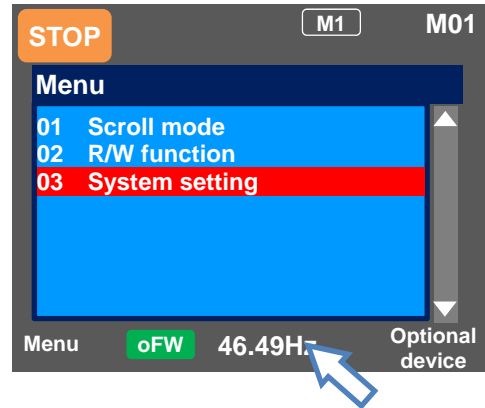 STOP M1 M01
Menu
01 Scroll mode
02 R/W function
03 System setting
Menu oFW 46.49Hz Optional
device